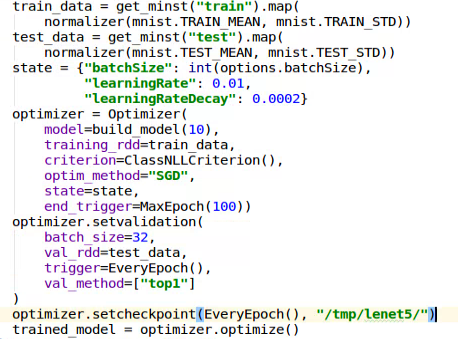 train_data = get_minst("train").map(
    normalizer(mnist.TRAIN_MEAN, mnist.TRAIN_STD))
test_data = get_minst("test").map(
    normalizer(mnist.TEST_MEAN, mnist.TEST_STD))
state = {"batchSize": int(options.batchSize),
         "learningRate": 0.01,
         "learningRateDecay": 0.0002}
optimizer = Optimizer(
    model=build_model(10),
    training_rdd=train_data,
    criterion=ClassNLLCriterion(),
    optim_method="SGD",
    state=state,
    end_trigger=MaxEpoch(100))
optimizer.setvalidation(
    batch_size=32,
    val_rdd=test_data,
    trigger=EveryEpoch(),
    val_method=["top1"]
)
optimizer.setcheckpoint(EveryEpoch(), "/tmp/lenet5/")
trained_model = optimizer.optimize()